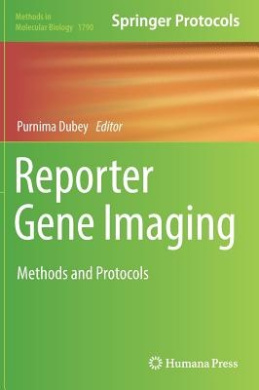 Methods in
Molecular Biology 1790
Springer Protocols
Purnima Dubey Editor
Reporter
Gene Imaging
Methods and Protocols
Humana Press